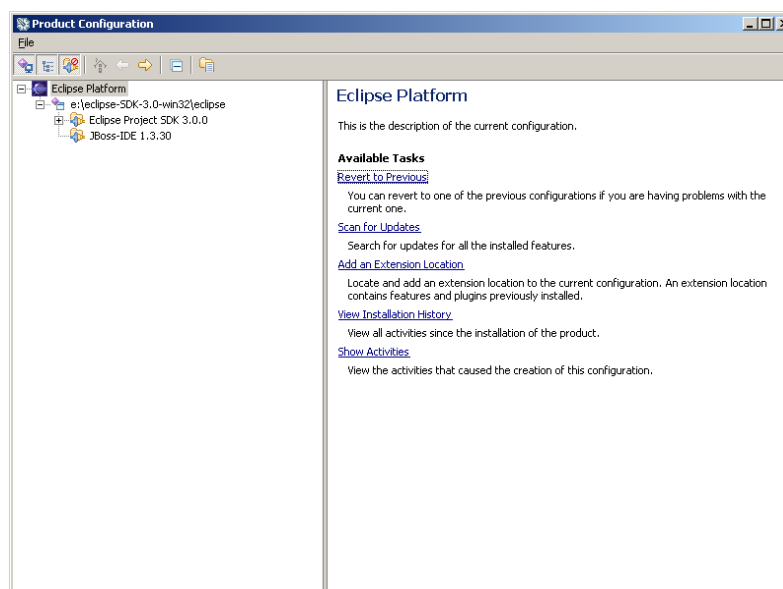 Product Configuration
File
Eclipse Platform
e:\eclipse-SDK-3.0-win32\eclipse
Eclipse Project SDK 3.0.0
JBoss-IDE 1.3.30
Eclipse Platform
This is the description of the current configuration.
Available Tasks
Revert to Previous
You can revert to one of the previous configurations if you are having problems with the
current one.
Scan for Updates
Search for updates for all the installed features.
Add an Extension Location
Locate and add an extension location to the current configuration. An extension location
contains features and plugins previously installed.
View Installation History
View all activities since the installation of the product.
Show Activities
View the activities that caused the creation of this configuration.